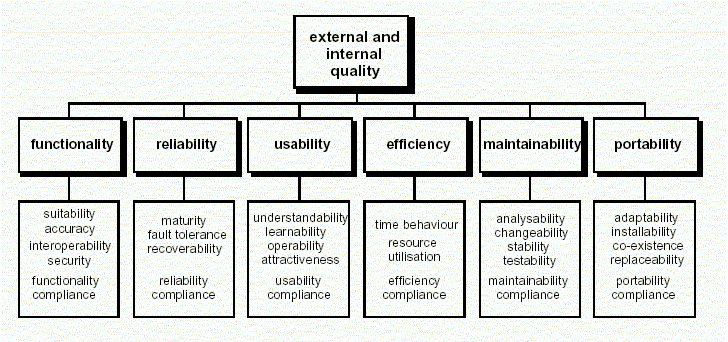 external and
internal
quality
functionality
reliability
usability
efficiency
maintainability
portability
suitability
accuracy
interoperability
security
functionality
compliance
maturity
fault tolerance
recoverability
reliability
compliance
understandability
learnability
operability
attractiveness
usability
compliance
time behaviour
resource
utilisation
efficiency
compliance
analysability
changeability
stability
testability
maintainability
compliance
adaptability
installability
co-existence
replaceability
portability
compliance